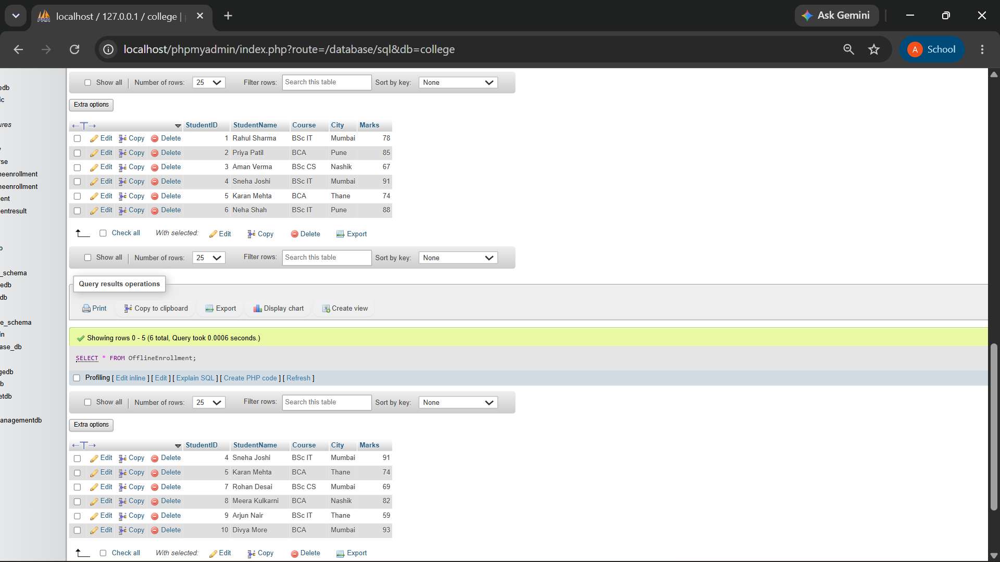 localhost / 127.0.0.1 / college |
Ask Gemini
localhost/phpmyadmin/index.php?route=/database/sql&db=college
A School
edb
ic
ures
y
rse
neenrollment
neenrollment
ent
entresult
b
_schema
edb
db
e_schema
in
ase_db
gedb
b
etdb
anagementdb
Show all Number of rows: 25 Filter rows: Search this table Sort by key: None
Extra options
←T→ StudentID StudentName Course City Marks
Edit Copy Delete 1 Rahul Sharma BSc IT Mumbai 78
Edit Copy Delete 2 Priya Patil BCA Pune 85
Edit Copy Delete 3 Aman Verma BSc CS Nashik 67
Edit Copy Delete 4 Sneha Joshi BSc IT Mumbai 91
Edit Copy Delete 5 Karan Mehta BCA Thane 74
Edit Copy Delete 6 Neha Shah BSc IT Pune 88
Check all With selected: Edit Copy Delete Export
Show all Number of rows: 25 Filter rows: Search this table Sort by key: None
Query results operations
Print Copy to clipboard Export Display chart Create view
Showing rows 0 - 5 (6 total, Query took 0.0006 seconds.)
SELECT * FROM OfflineEnrollment;
Profiling [ Edit inline ] [ Edit ] [ Explain SQL ] [ Create PHP code ] [ Refresh ]
Show all Number of rows: 25 Filter rows: Search this table Sort by key: None
Extra options
←T→ StudentID StudentName Course City Marks
Edit Copy Delete 4 Sneha Joshi BSc IT Mumbai 91
Edit Copy Delete 5 Karan Mehta BCA Thane 74
Edit Copy Delete 7 Rohan Desai BSc CS Mumbai 69
Edit Copy Delete 8 Meera Kulkarni BCA Nashik 82
Edit Copy Delete 9 Arjun Nair BSc IT Thane 59
Edit Copy Delete 10 Divya More BCA Mumbai 93
Check all With selected: Edit Copy Delete Export